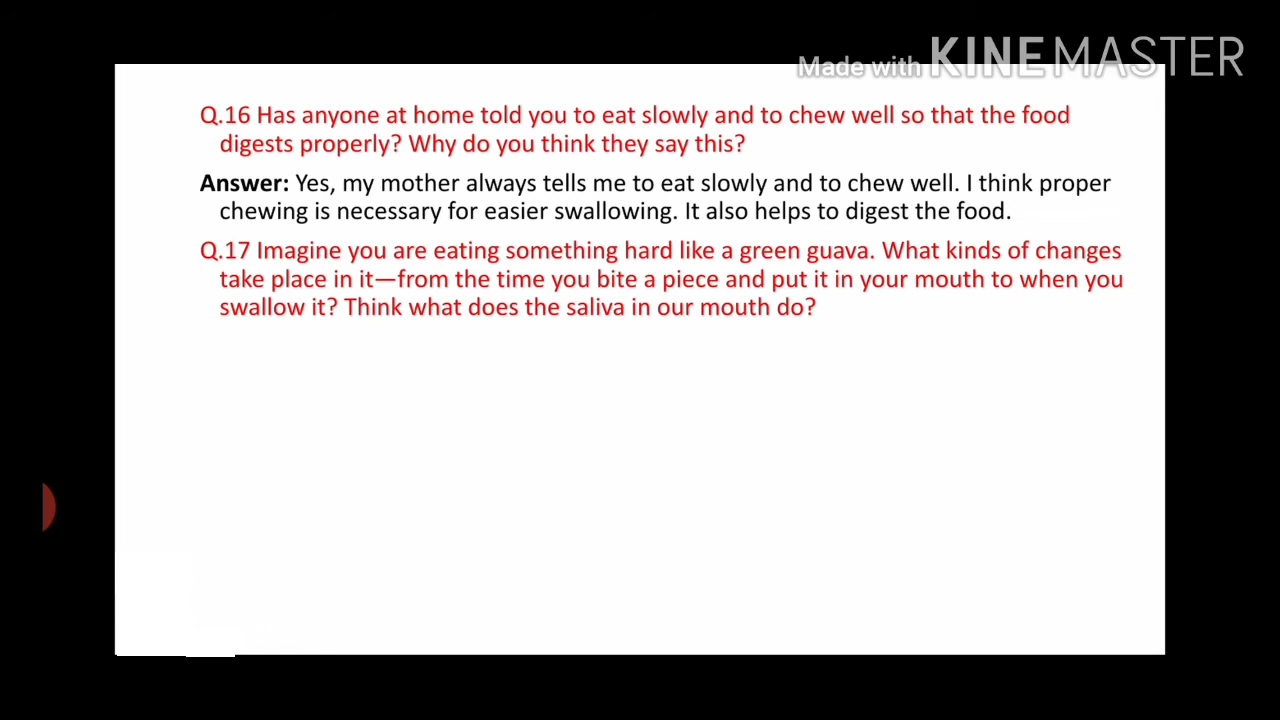 Made with KINEMASTER
Q.16 Has anyone at home told you to eat slowly and to chew well so that the food
digests properly? Why do you think they say this?
Answer: Yes, my mother always tells me to eat slowly and to chew well. I think proper
chewing is necessary for easier swallowing. It also helps to digest the food.
Q.17 Imagine you are eating something hard like a green guava. What kinds of changes
take place in it—from the time you bite a piece and put it in your mouth to when you
swallow it? Think what does the saliva in our mouth do?